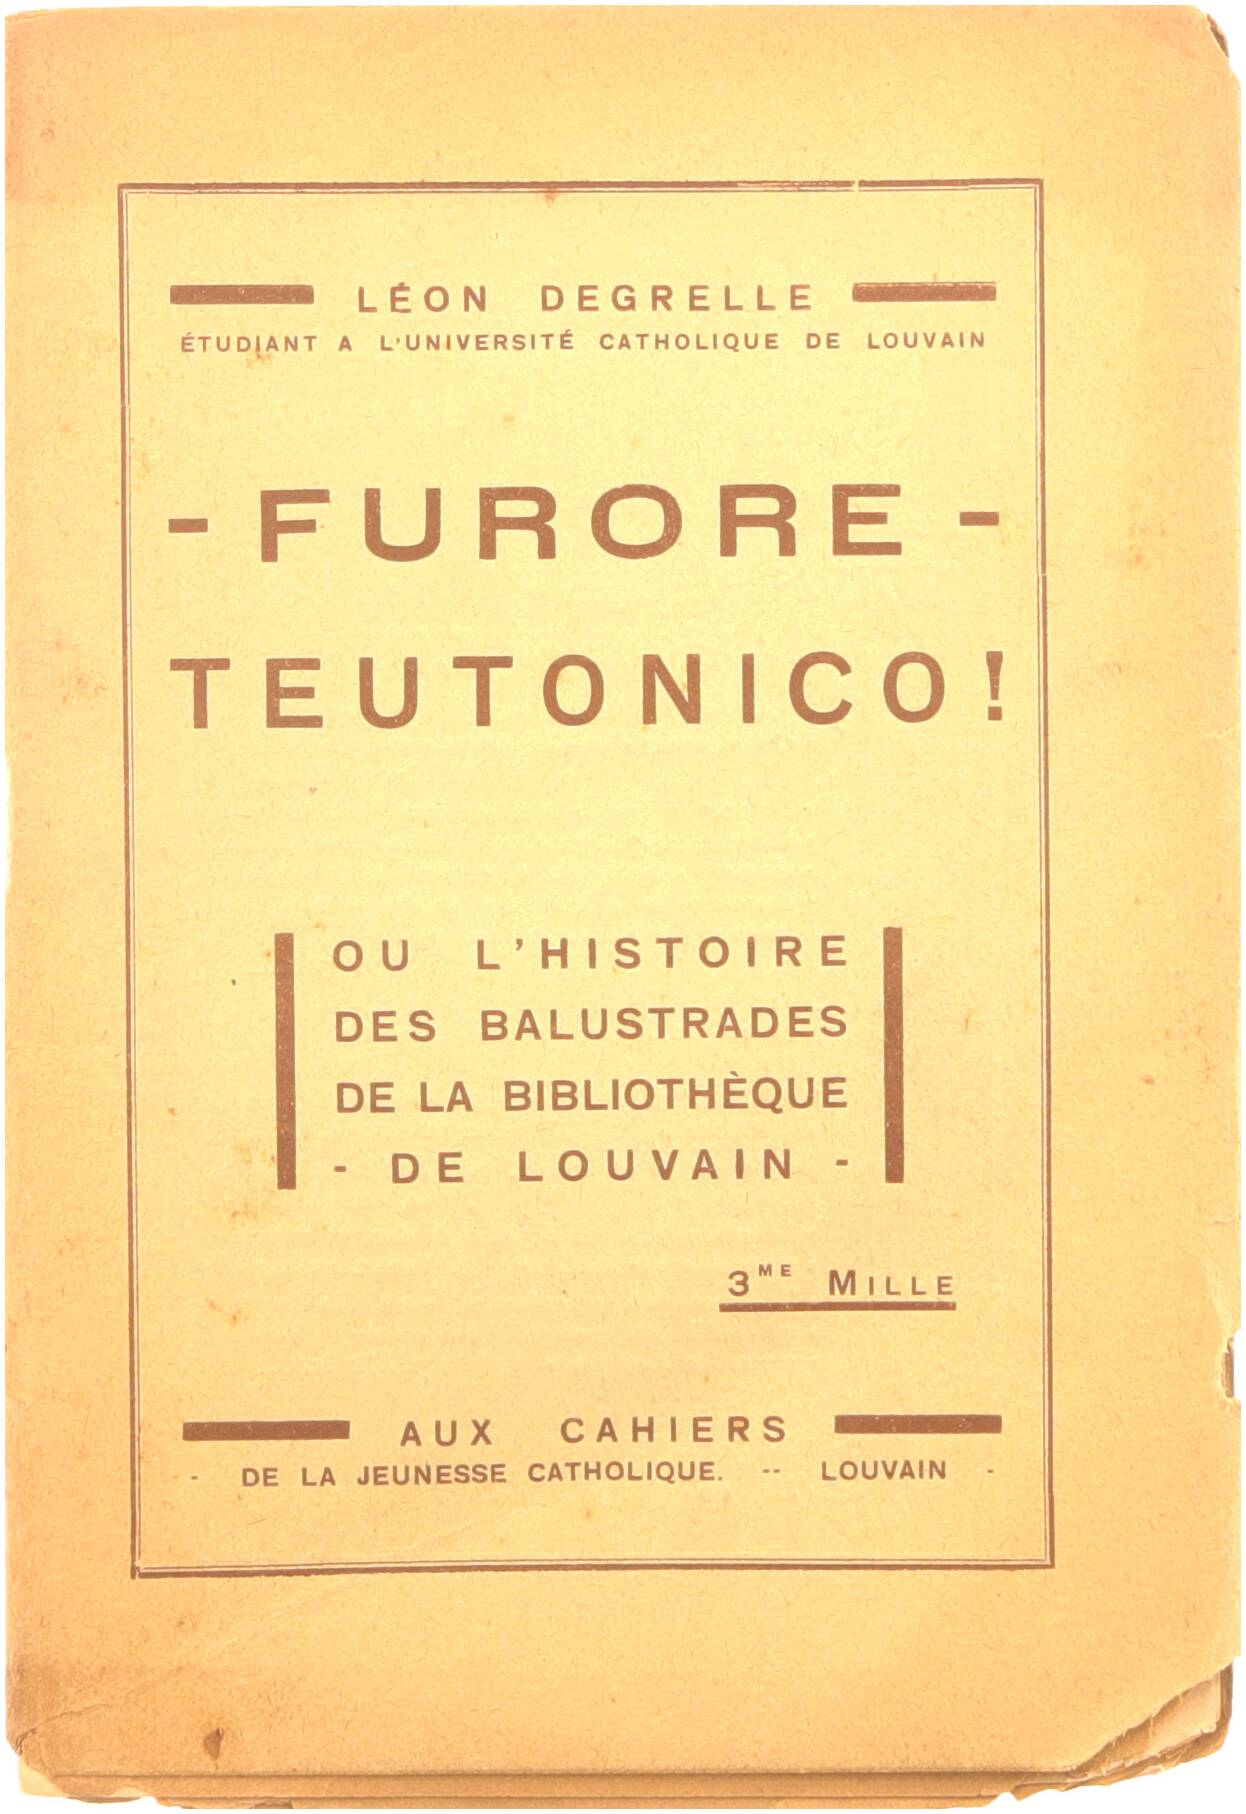 LÉON DEGRELLE
ÉTUDIANT A L'UNIVERSITÉ CATHOLIQUE DE LOUVAIN
- FURORE -
TEUTONICO!
OU L'HISTOIRE
DES BALUSTRADES
DE LA BIBLIOTHÈQUE
- DE LOUVAIN -
3ME MILLE
AUX CAHIERS
- DE LA JEUNESSE CATHOLIQUE. -- LOUVAIN -